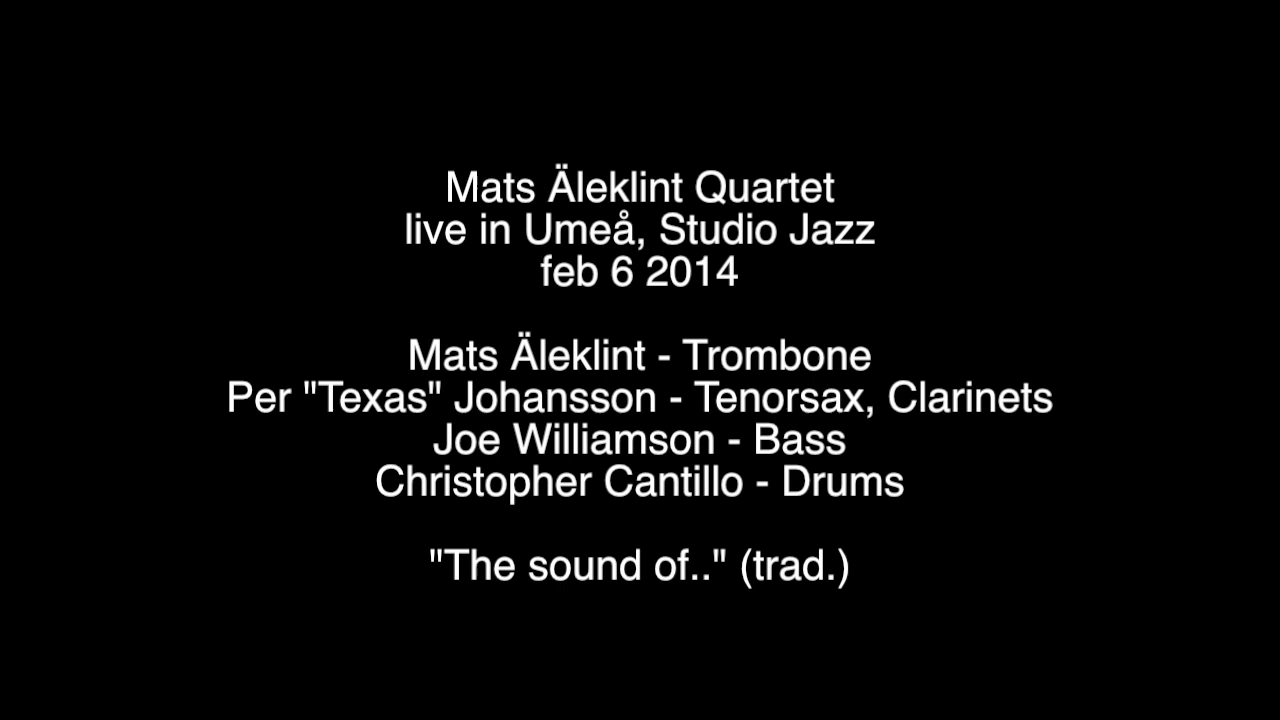 Mats Äleklint Quartet
live in Umeå, Studio Jazz
feb 6 2014
Mats Äleklint - Trombone
Per "Texas" Johansson - Tenorsax, Clarinets
Joe Williamson - Bass
Christopher Cantillo - Drums
"The sound of.." (trad.)